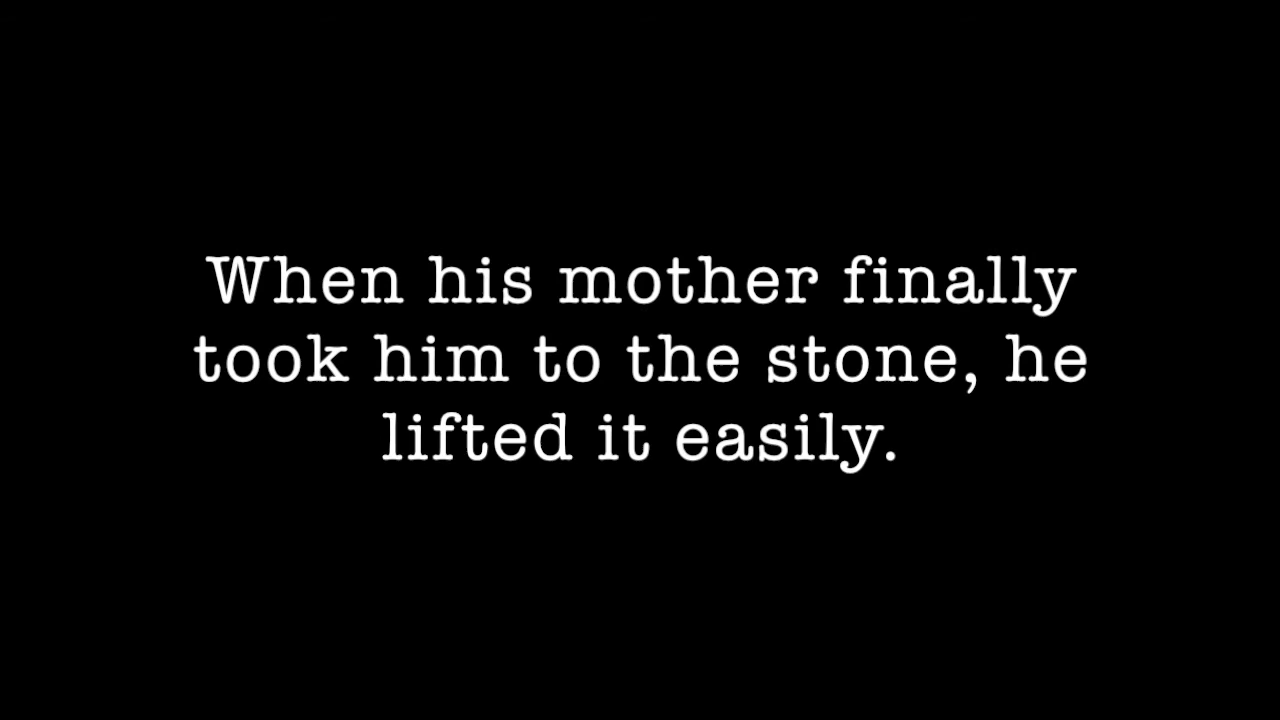 When his mother finally
took him to the stone, he
lifted it easily.